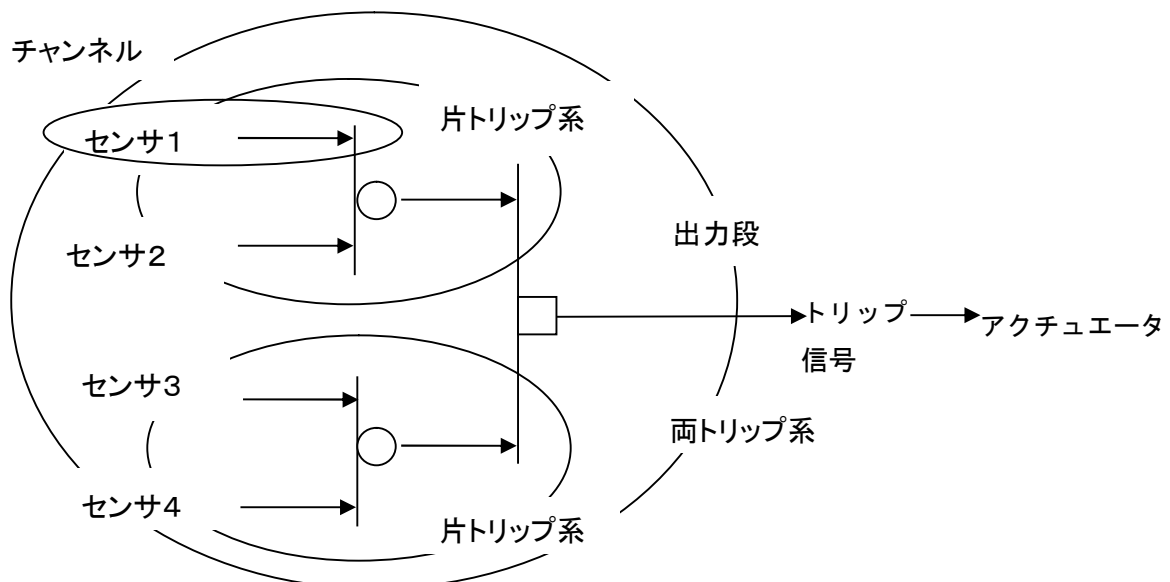 チャンネル
センサ1
片トリップ系
センサ2
出力段
トリップ
信号
アクチュエータ
センサ3
両トリップ系
センサ4
片トリップ系